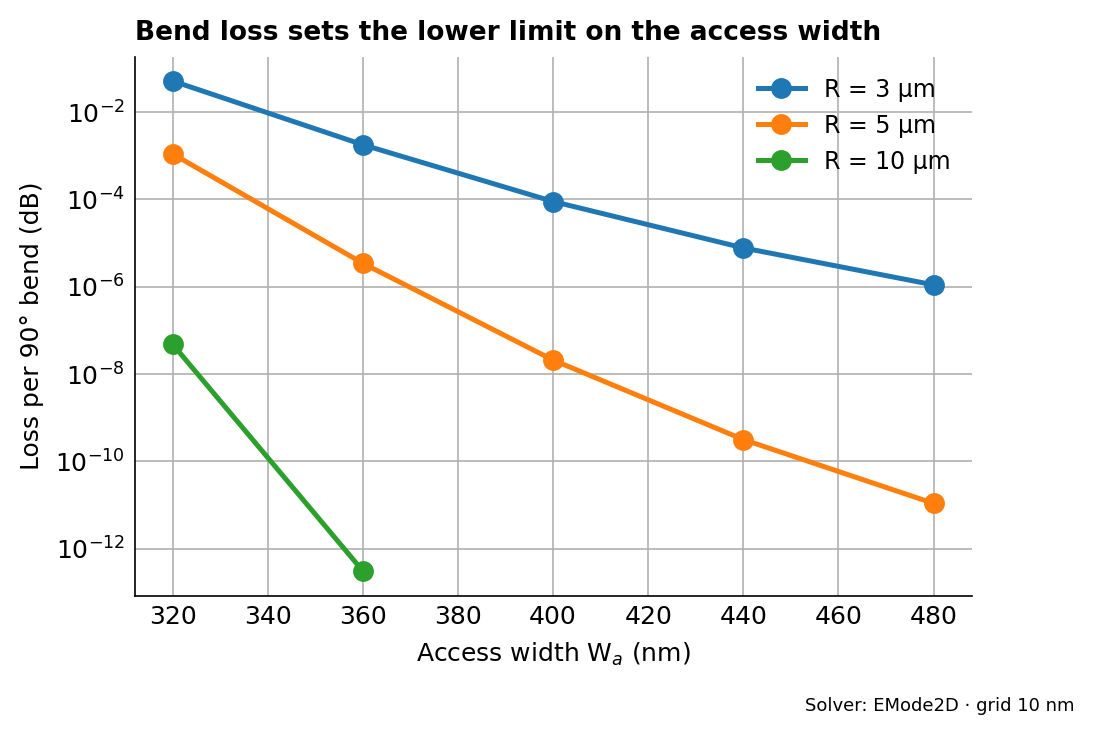 Bend loss sets the lower limit on the access width
R = 3 µm
R = 5 µm
R = 10 µm
Loss per 90° bend (dB)
10⁻²
10⁻⁴
10⁻⁶
10⁻⁸
10⁻¹⁰
10⁻¹²
320 340 360 380 400 420 440 460 480
Access width Wₐ (nm)
Solver: EMode2D · grid 10 nm